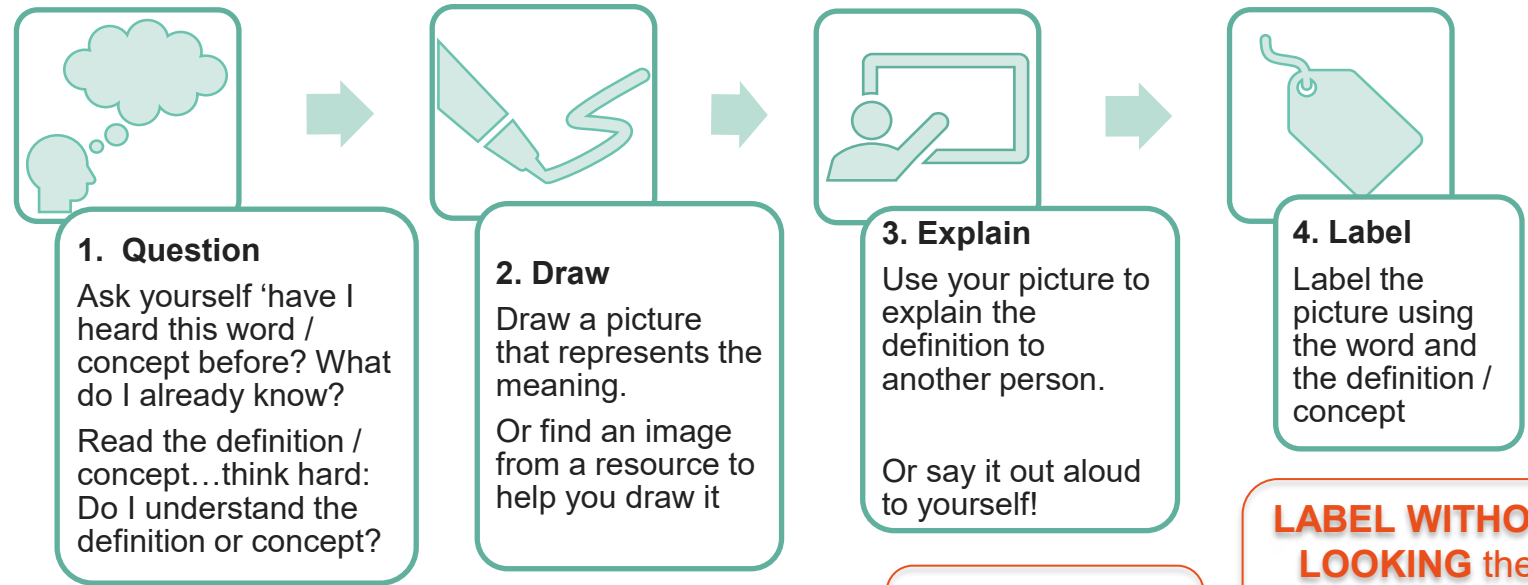 1. Question
Ask yourself ‘have I
heard this word /
concept before? What
do I already know?
Read the definition /
concept…think hard:
Do I understand the
definition or concept?
2. Draw
Draw a picture
that represents the
meaning.
Or find an image
from a resource to
help you draw it
3. Explain
Use your picture to
explain the
definition to
another person.
Or say it out aloud
to yourself!
4. Label
Label the
picture using
the word and
the definition /
concept
LABEL
LOOKING